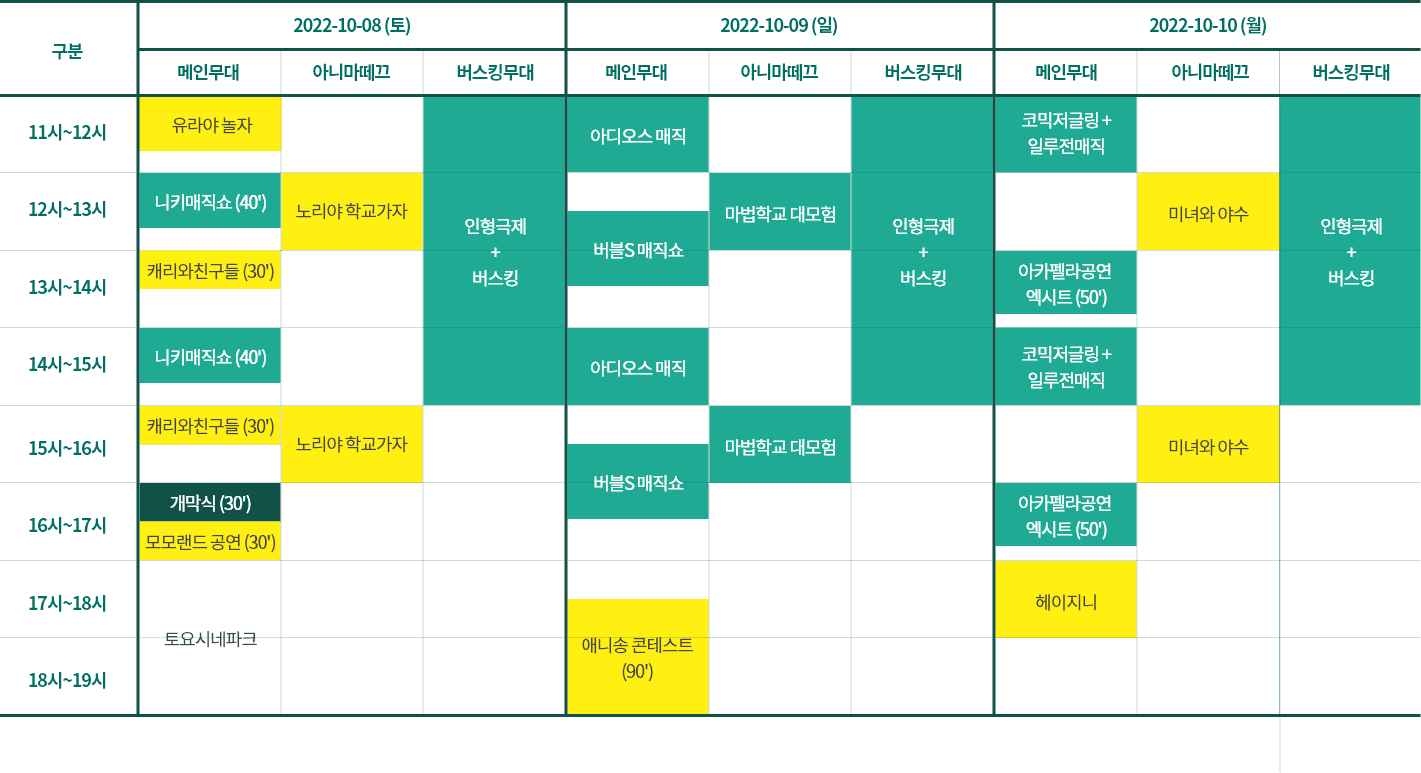 구분
2022-10-08 (토)
2022-10-09 (일)
2022-10-10 (월)
메인무대
아니마떼끄
버스킹무대
메인무대
아니마떼끄
버스킹무대
메인무대
아니마떼끄
버스킹무대
11시~12시
유라야 놀자
아디오스 매직
코믹저글링 +
일루전매직
12시~13시
니키매직쇼 (40')
노리야 학교가자
인형극제
+
버스킹
버블S 매직쇼
마법학교 대모험
인형극제
+
버스킹
미녀와 야수
인형극제
+
버스킹
13시~14시
캐리와친구들 (30')
아카펠라공연
엑시트 (50')
14시~15시
니키매직쇼 (40')
아디오스 매직
코믹저글링 +
일루전매직
15시~16시
캐리와친구들 (30')
노리야 학교가자
버블S 매직쇼
마법학교 대모험
미녀와 야수
16시~17시
개막식 (30')
모모랜드 공연 (30')
아카펠라공연
엑시트 (50')
17시~18시
토요시네파크
애니송 콘테스트
(90')
헤이지니
18시~19시